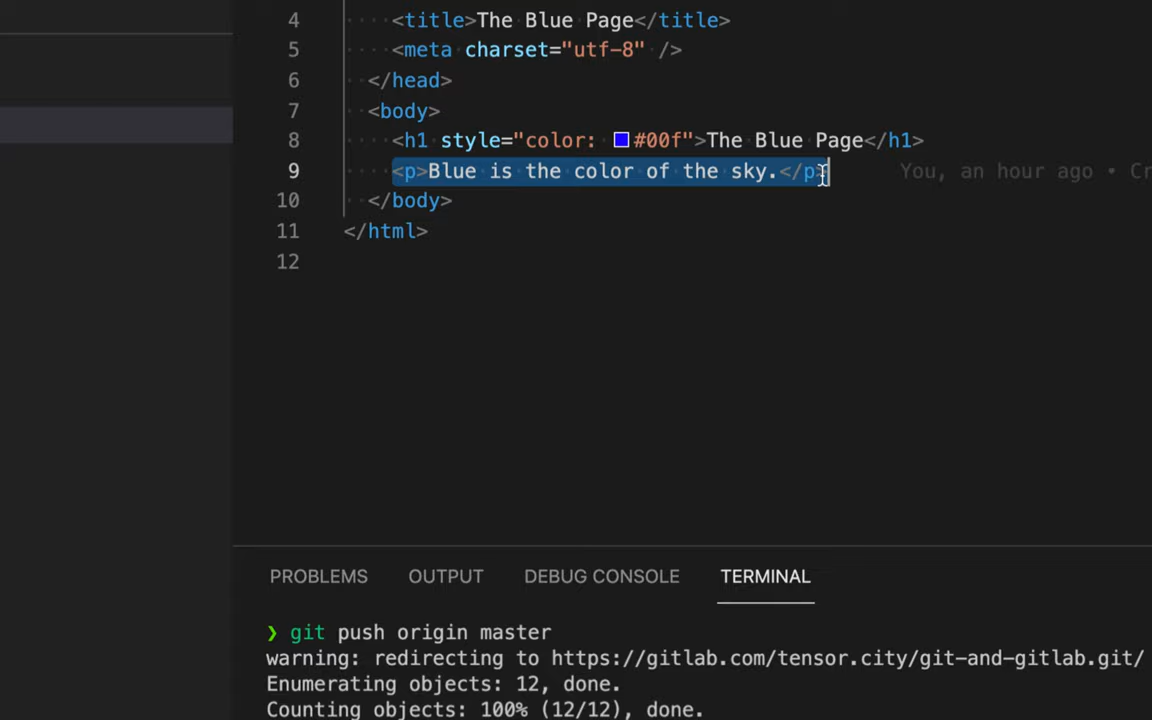 4 <title>The Blue Page</title>
5 <meta charset="utf-8" />
6 </head>
7 <body>
8 <h1 style="color: #00f">The Blue Page</h1>
9 <p>Blue is the color of the sky.</p> You, an hour ago • Cr
10 </body>
11 </html>
12
PROBLEMS OUTPUT DEBUG CONSOLE TERMINAL
❯ git push origin master
warning: redirecting to https://gitlab.com/tensor.city/git-and-gitlab.git/
Enumerating objects: 12, done.
Counting objects: 100% (12/12), done.